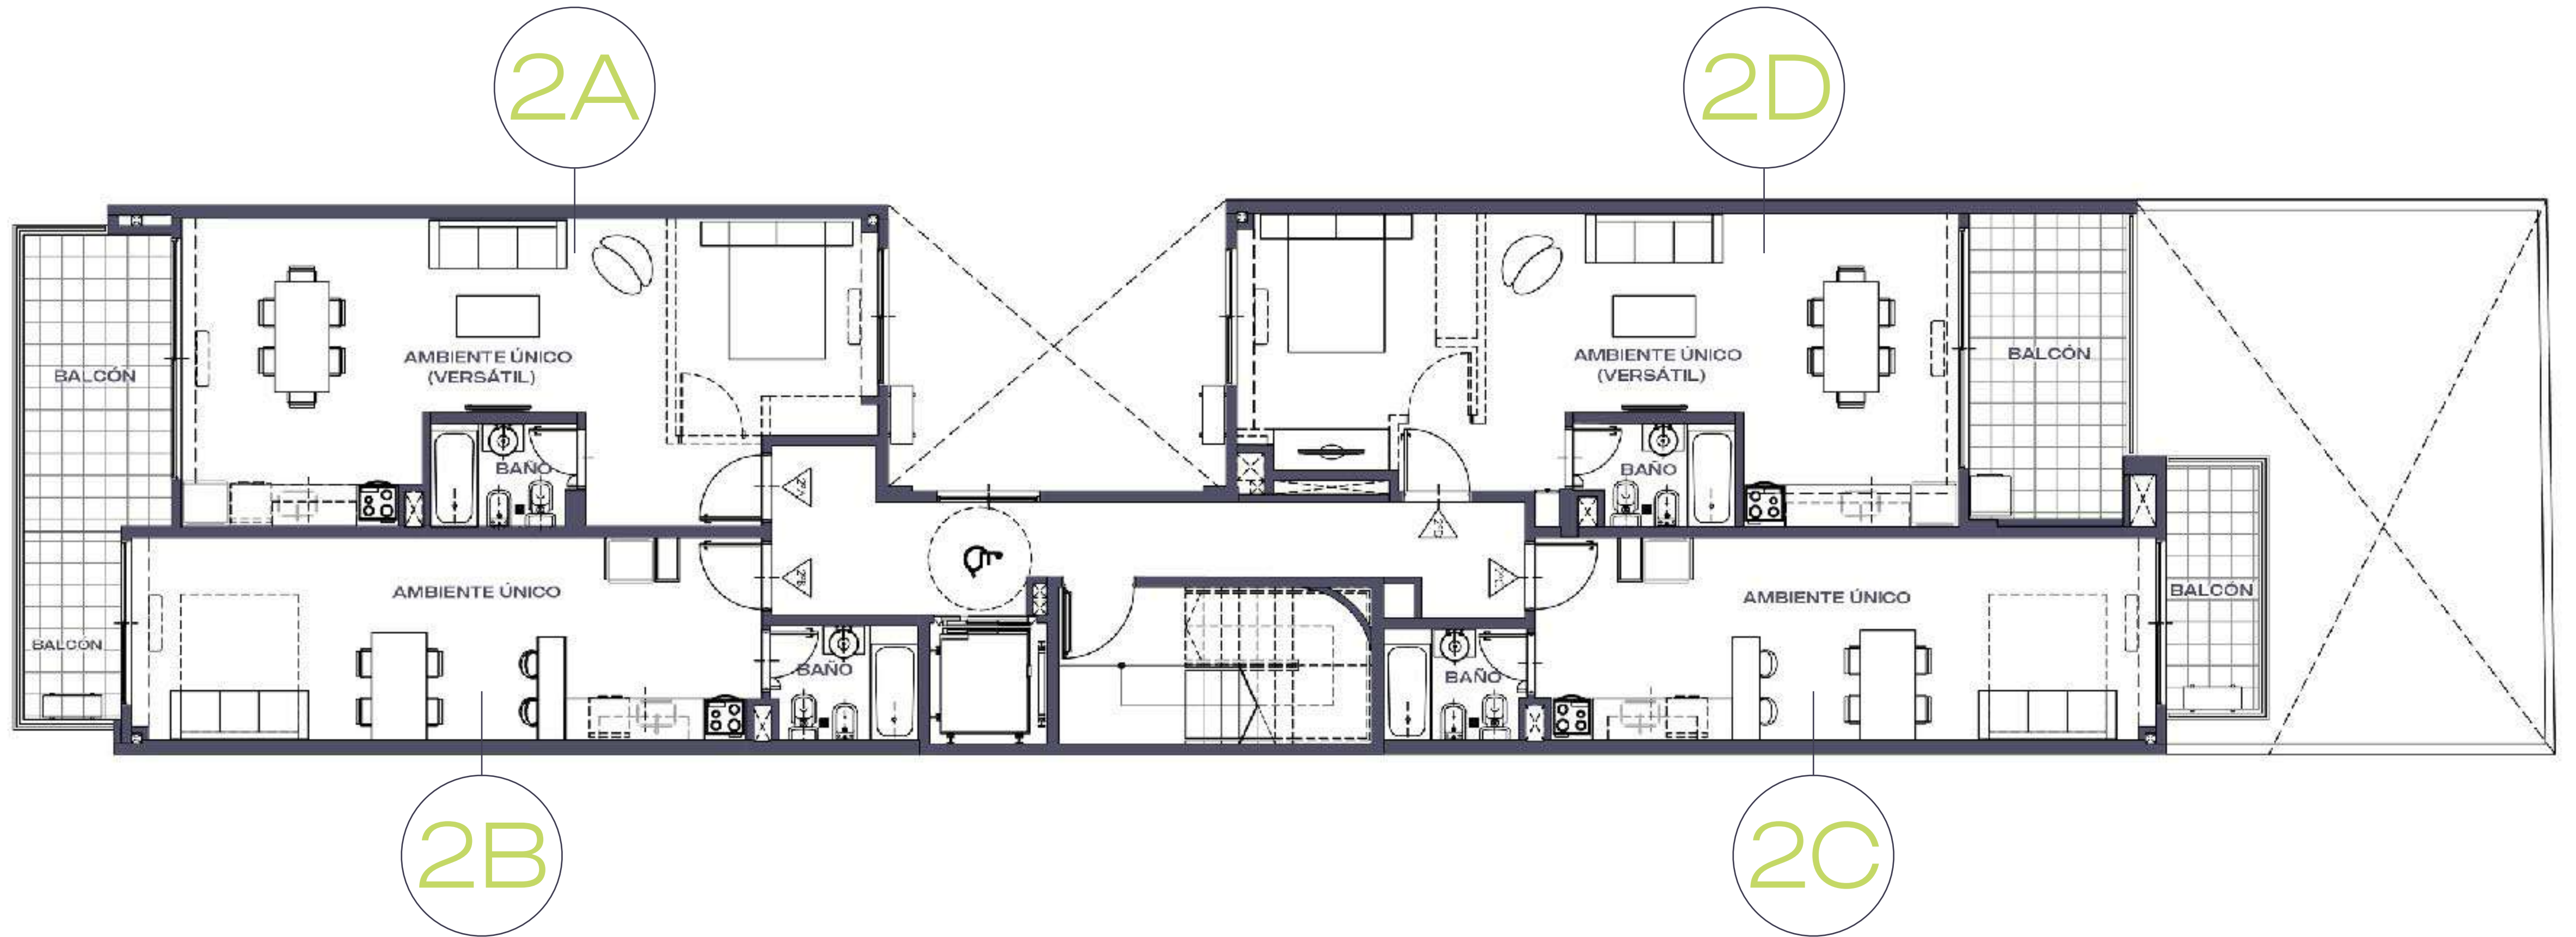 2A
2D
AMBIENTE ÚNICO
(VERSÁTIL)
BALCÓN
BAÑO
AMBIENTE ÚNICO
(VERSÁTIL)
BALCÓN
BAÑO
AMBIENTE ÚNICO
BALCÓN
BAÑO
AMBIENTE ÚNICO
BALCÓN
BAÑO
2B
2C